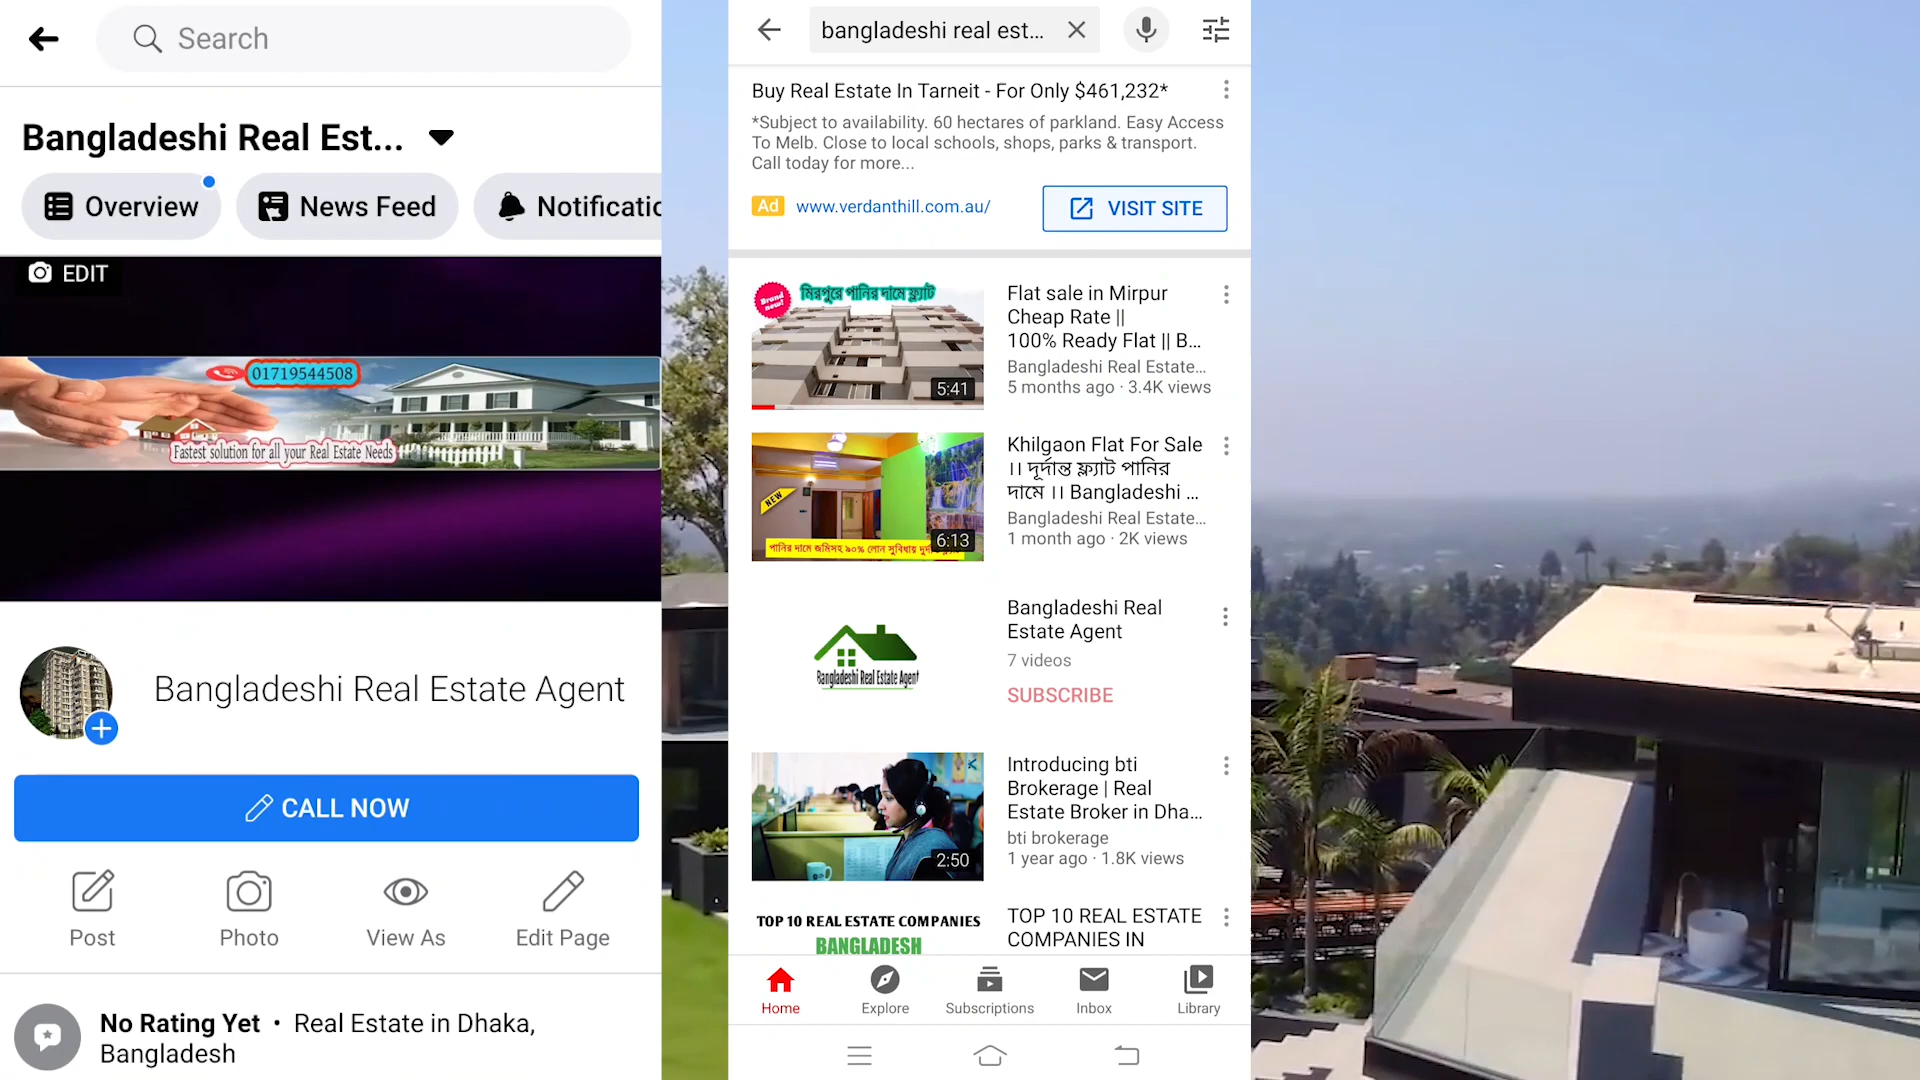 Search
Bangladeshi Real Est...
Overview
News Feed
Notificatic
EDIT
01719544508
Fastest solution for all your Real Estate Needs
Bangladeshi Real Estate Agent
CALL NOW
Post
Photo
View As
Edit Page
No Rating Yet • Real Estate in Dhaka,
Bangladesh
bangladeshi real est...
Buy Real Estate In Tarneit - For Only $461,232*
*Subject to availability. 60 hectares of parkland. Easy Access
To Melb. Close to local schools, shops, parks & transport.
Call today for more...
Ad www.verdanthill.com.au/
VISIT SITE
Brand new!
মিরপুরে পানির দামে ফ্ল্যাট
5:41
Flat sale in Mirpur
Cheap Rate ||
100% Ready Flat || B...
Bangladeshi Real Estate...
5 months ago · 3.4K views
NEW
পানির দামে জমিসহ ৯০% লোন সুবিধায়
6:13
Khilgaon Flat For Sale
।। দূর্দান্ত ফ্ল্যাট পানির
দামে ।। Bangladeshi ...
Bangladeshi Real Estate...
1 month ago · 2K views
Bangladeshi Real Estate Agent
Bangladeshi Real
Estate Agent
7 videos
SUBSCRIBE
2:50
Introducing bti
Brokerage | Real
Estate Broker in Dha...
bti brokerage
1 year ago · 1.8K views
TOP 10 REAL ESTATE COMPANIES
BANGLADESH
TOP 10 REAL ESTATE
COMPANIES IN
Home
Explore
Subscriptions
Inbox
Library